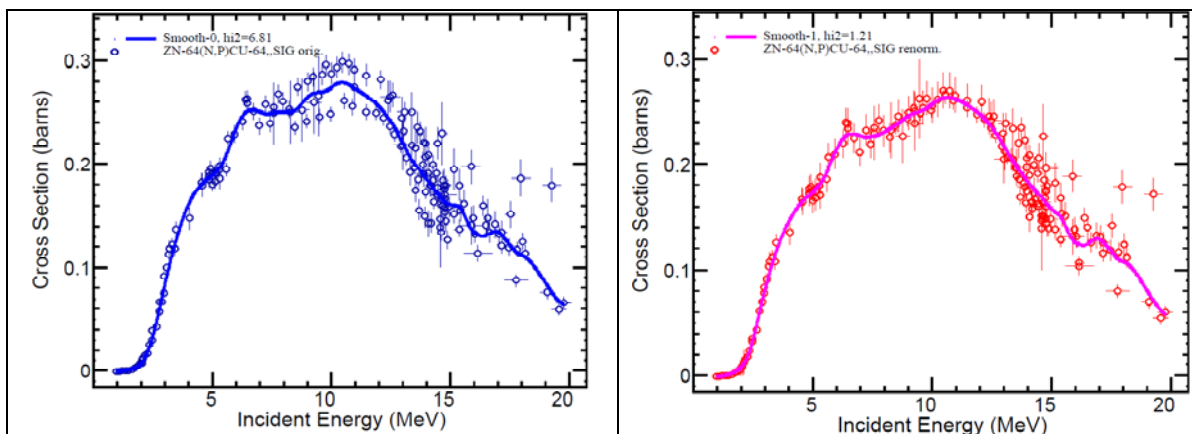 Smooth-0, hi2=6.81
ZN-64(N,P)CU-64,,SIG orig.
0.3
0.2
0.1
0
Cross Section (barns)
5
10
15
20
Incident Energy (MeV)
Smooth-1, hi2=1.21
ZN-64(N,P)CU-64,,SIG renorm.
0.3
0.2
0.1
0
Cross Section (barns)
5
10
15
20
Incident Energy (MeV)